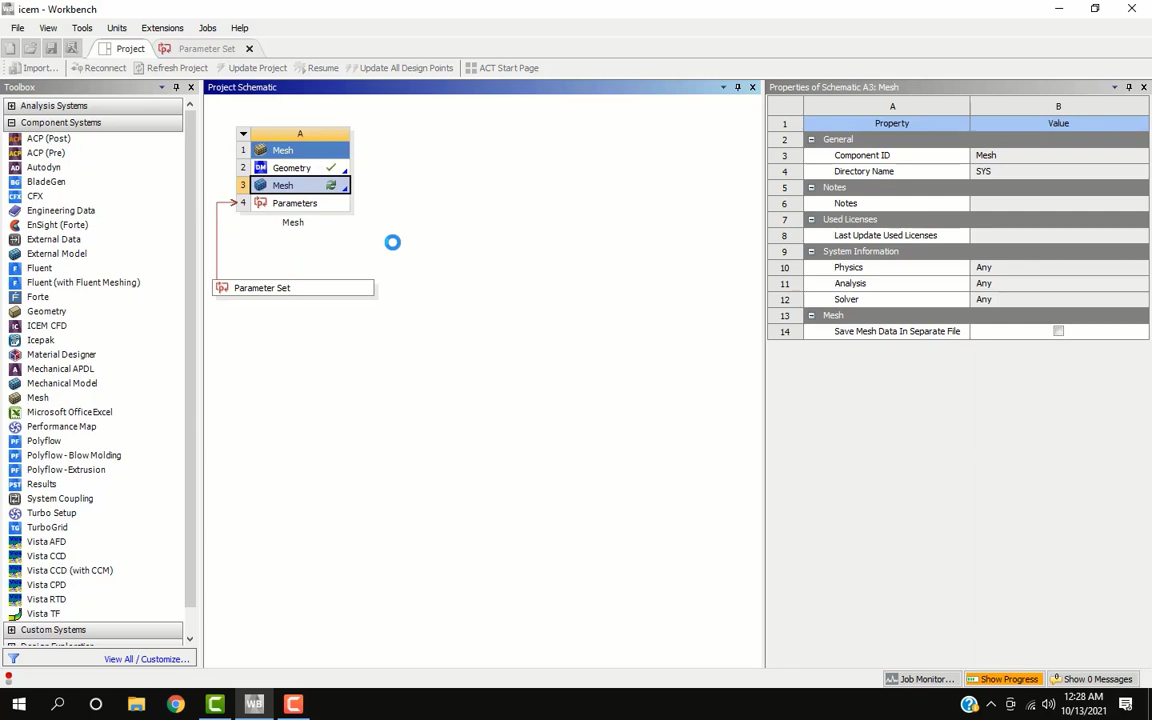 icem - Workbench
File View Tools Units Extensions Jobs Help
Project Parameter Set
Import... Reconnect Refresh Project Update Project Resume Update All Design Points ACT Start Page
Toolbox
Analysis Systems
Component Systems
ACP (Post)
ACP (Pre)
Autodyn
BladeGen
CFX
Engineering Data
EnSight (Forte)
External Data
External Model
Fluent
Fluent (with Fluent Meshing)
Forte
Geometry
ICEM CFD
Icepak
Material Designer
Mechanical APDL
Mechanical Model
Mesh
Microsoft Office Excel
Performance Map
Polyflow
Polyflow - Blow Molding
Polyflow - Extrusion
Results
System Coupling
Turbo Setup
TurboGrid
Vista AFD
Vista CCD
Vista CCD (with CCM)
Vista CPD
Vista RTD
Vista TF
Custom Systems
View All / Customize...
Project Schematic
A
1 Mesh
2 DM Geometry
3 Mesh
4 Parameters
Mesh
Parameter Set
Properties of Schematic A3: Mesh
A B
1 Property Value
2 General
3 Component ID Mesh
4 Directory Name SYS
5 Notes
6 Notes
7 Used Licenses
8 Last Update Used Licenses
9 System Information
10 Physics Any
11 Analysis Any
12 Solver Any
13 Mesh
14 Save Mesh Data In Separate File
Job Monitor... Show Progress Show 0 Messages
12:28 AM
10/13/2021